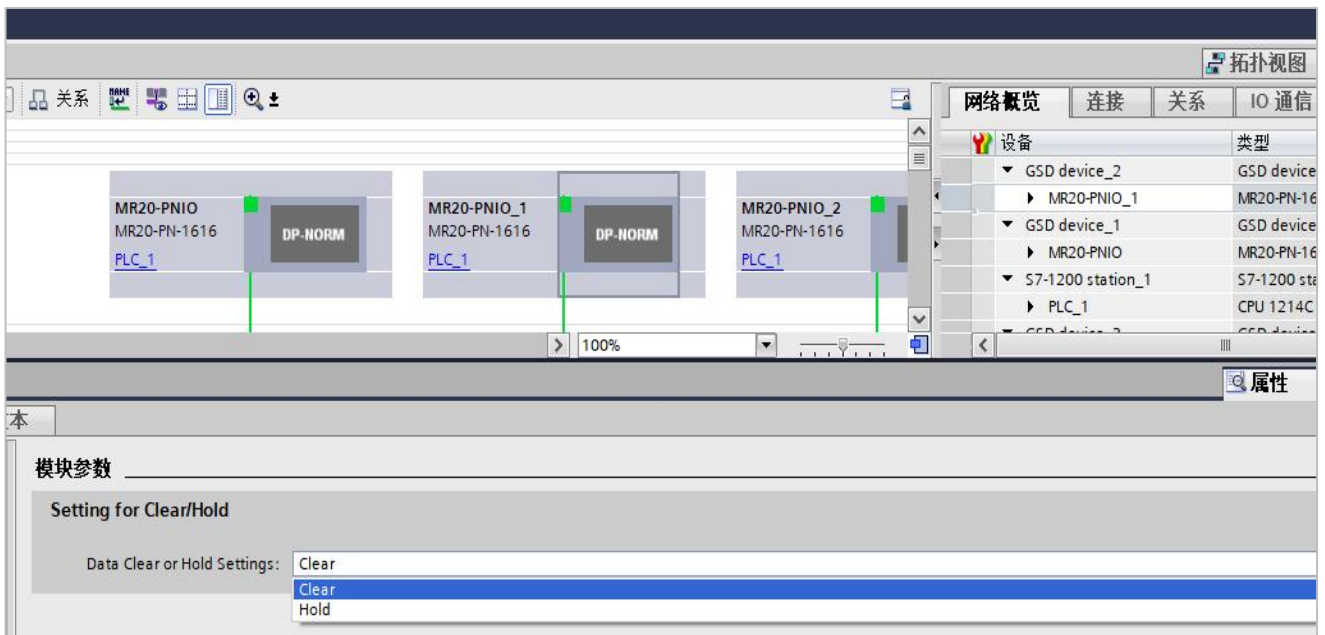 拓扑视图
关系
NAME
网络概览 连接 关系 IO 通信
设备 类型
GSD device_2 GSD device
MR20-PNIO_1 MR20-PN-16
GSD device_1 GSD device
MR20-PNIO MR20-PN-16
S7-1200 station_1 S7-1200 sta
PLC_1 CPU 1214C
MR20-PNIO
MR20-PN-1616
PLC_1
DP-NORM
MR20-PNIO_1
MR20-PN-1616
PLC_1
DP-NORM
MR20-PNIO_2
MR20-PN-1616
PLC_1
100%
属性
本
模块参数
Setting for Clear/Hold
Data Clear or Hold Settings: Clear
Clear
Hold